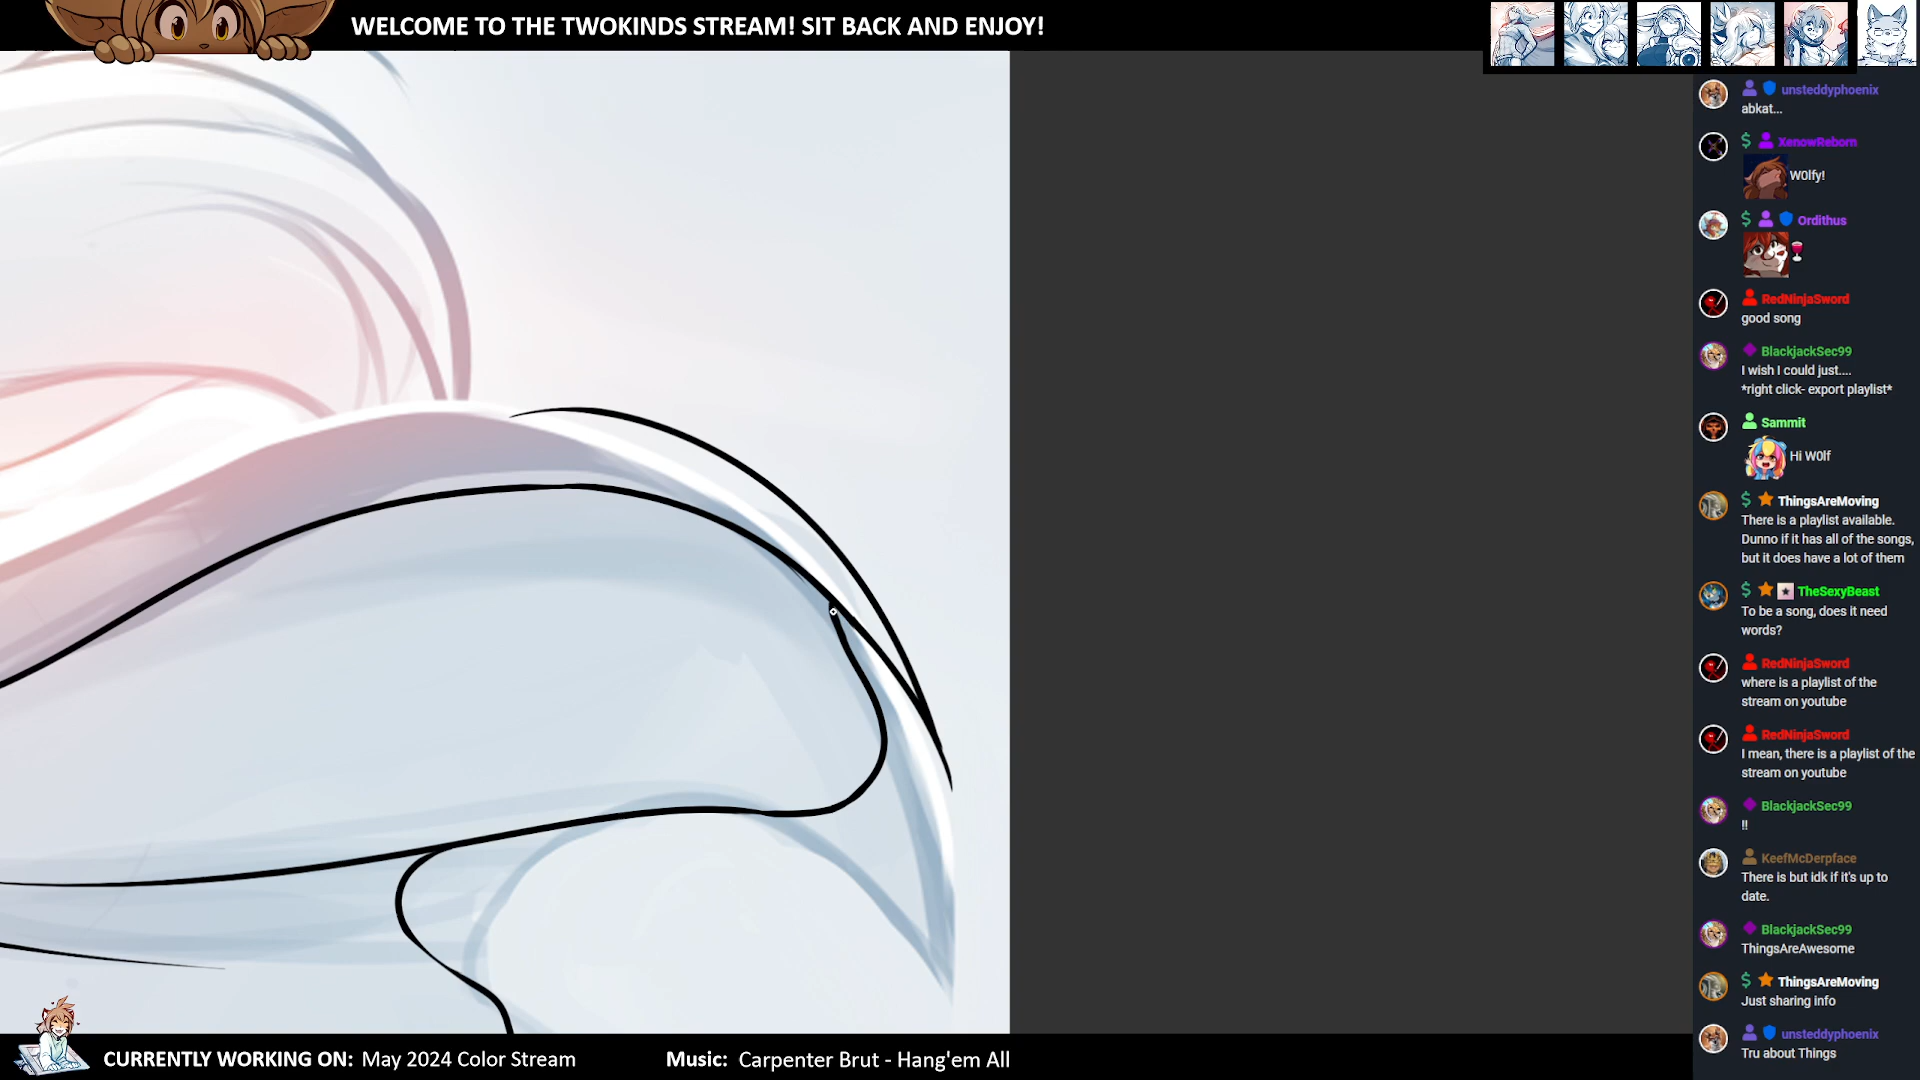 WELCOME TO THE TWOKINDS STREAM! SIT BACK AND ENJOY!
unsteddyphoenix
abkat...
$ XenowReborn
W0lfy!
$ Ordithus
RedNinjaSword
good song
BlackjackSec99
I wish I could just....
*right click- export playlist*
Sammit
Hi W0lf
$ ThingsAreMoving
There is a playlist available.
Dunno if it has all of the songs,
but it does have a lot of them
$ TheSexyBeast
To be a song, does it need
words?
RedNinjaSword
where is a playlist of the
stream on youtube
RedNinjaSword
I mean, there is a playlist of the
stream on youtube
BlackjackSec99
!!
KeefMcDerpface
There is but idk if it's up to
date.
BlackjackSec99
ThingsAreAwesome
$ ThingsAreMoving
Just sharing info
unsteddyphoenix
Tru about Things
CURRENTLY WORKING ON: May 2024 Color Stream
Music: Carpenter Brut - Hang'em All